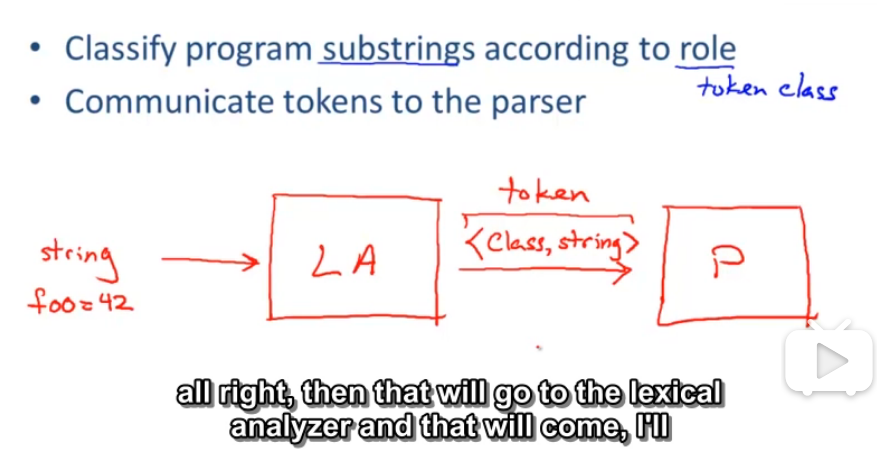 • Classify program substrings according to role
token class
• Communicate tokens to the parser
token
string
<Class, string>
LA
P
foo=42
all right, then that will go to the lexical
analyzer and that will come, I'll